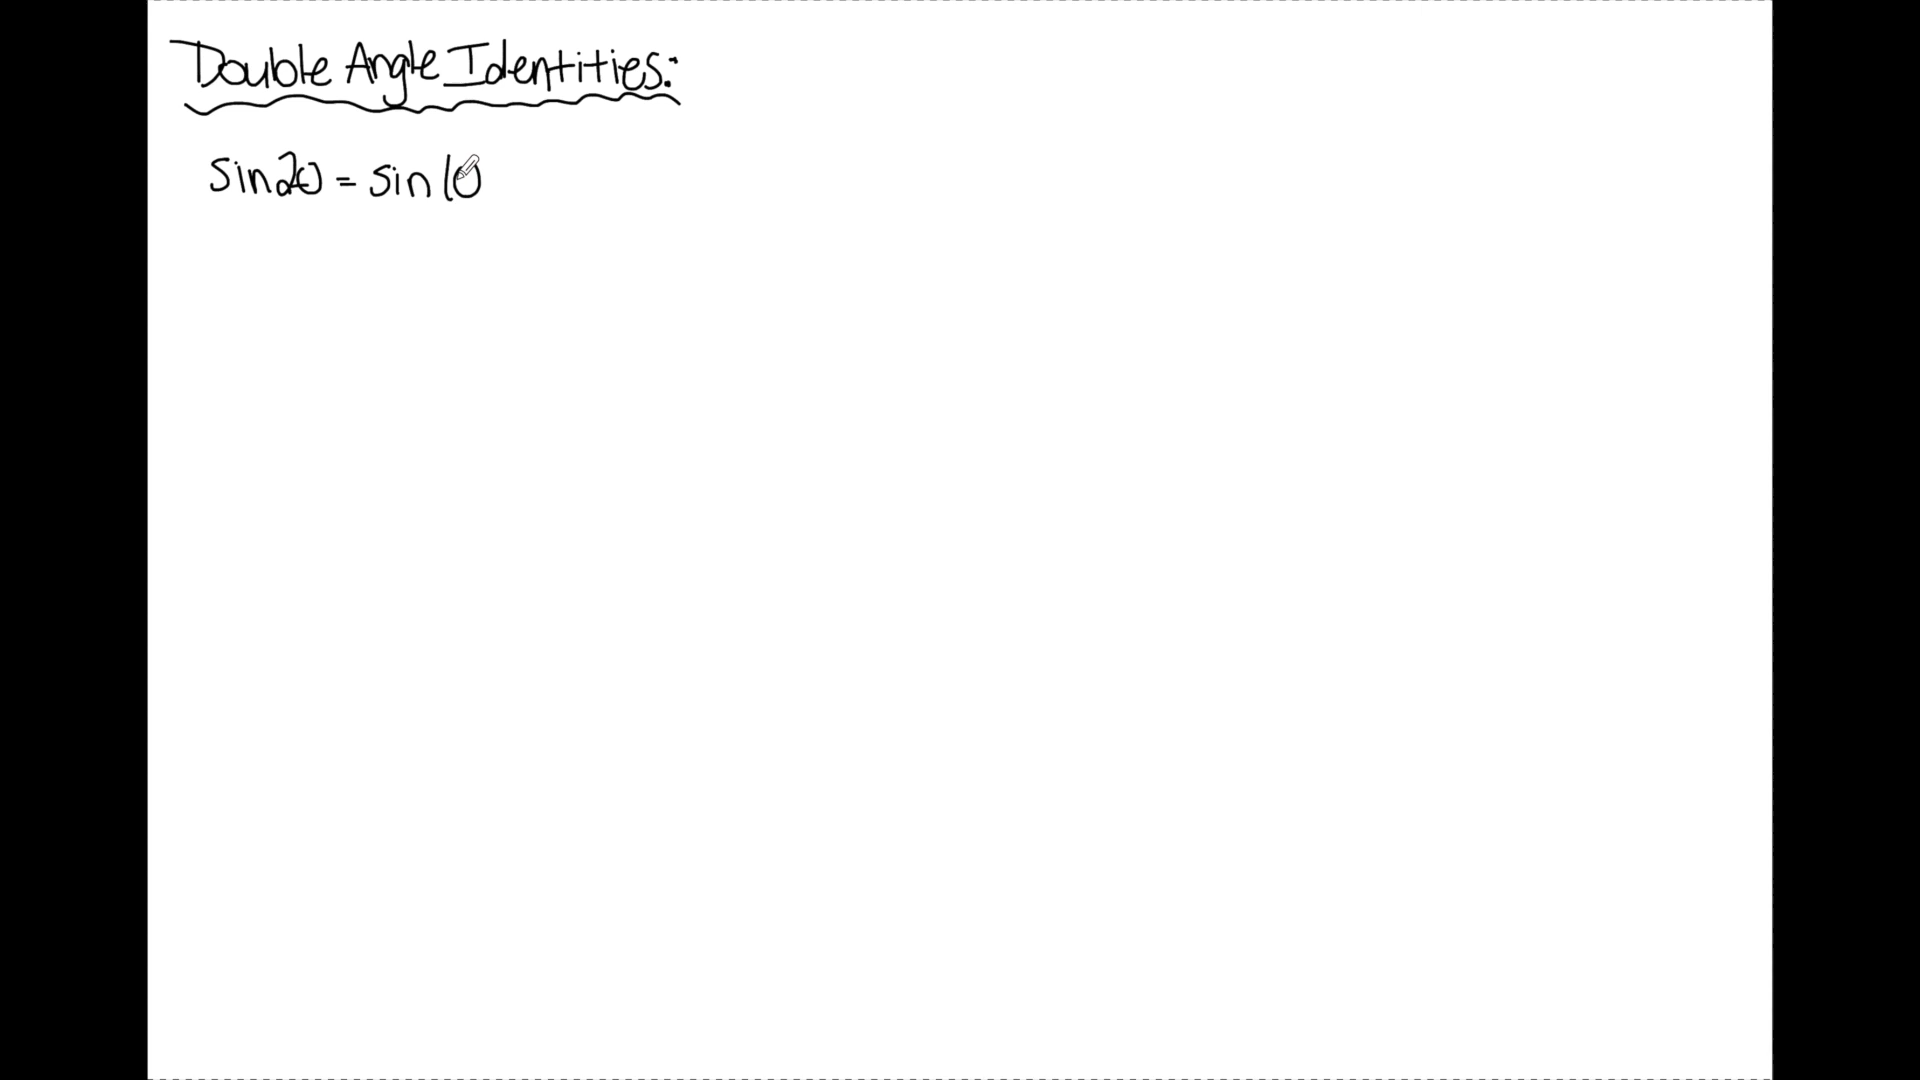 Double Angle Identities:
sin2θ = sin(θ